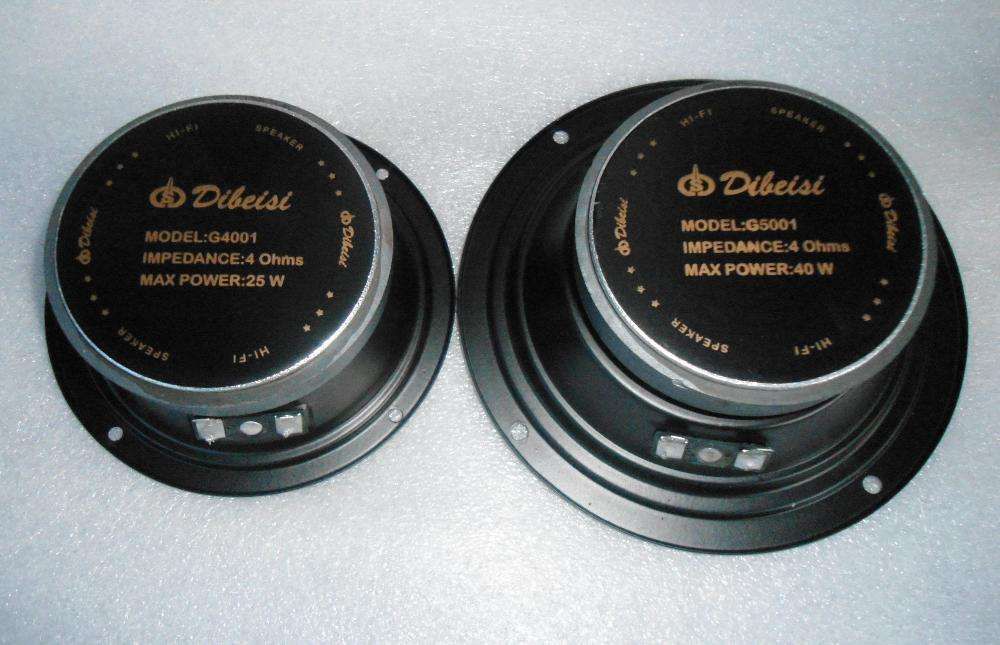 HI-FI SPEAKER
Dibeisi
MODEL:G4001
IMPEDANCE:4 Ohms
MAX POWER:25 W
Dibeisi
Dibeisi
SPEAKER HI-FI
HI-FI SPEAKER
Dibeisi
MODEL:G5001
IMPEDANCE:4 Ohms
MAX POWER:40 W
Dibeisi
Dibeisi
SPEAKER HI-FI